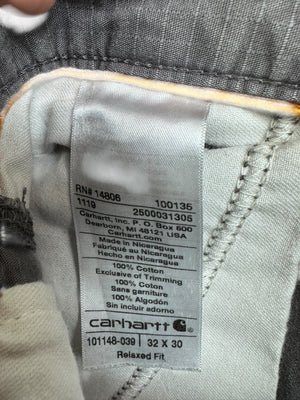 RN# 14806 100135
1119 2500031305
Carhartt, Inc. P.O. Box 600
Dearborn, MI 48121 USA
Carhartt.com
Made in Nicaragua
Fabriqué au Nicaragua
Hecho en Nicaragua
100% Cotton
Exclusive of Trimming
100% Coton
Sans garniture
100% Algodón
Sin incluir adorno
carhartt
101148-039 32 X 30
Relaxed Fit